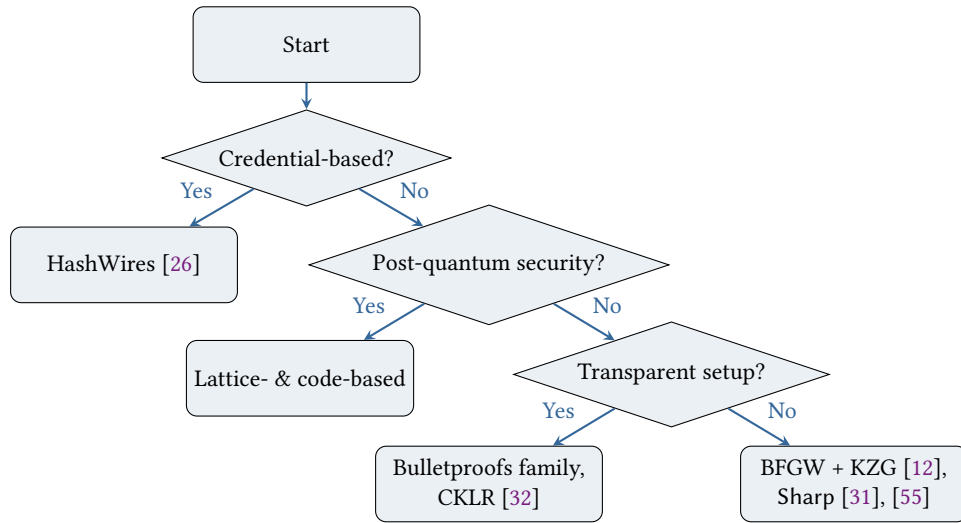 Start
Credential-based?
Yes
No
HashWires [26]
Post-quantum security?
Yes
No
Lattice- & code-based
Transparent setup?
Yes
No
Bulletproofs family,
CKLR [32]
BFGW + KZG [12],
Sharp [31], [55]